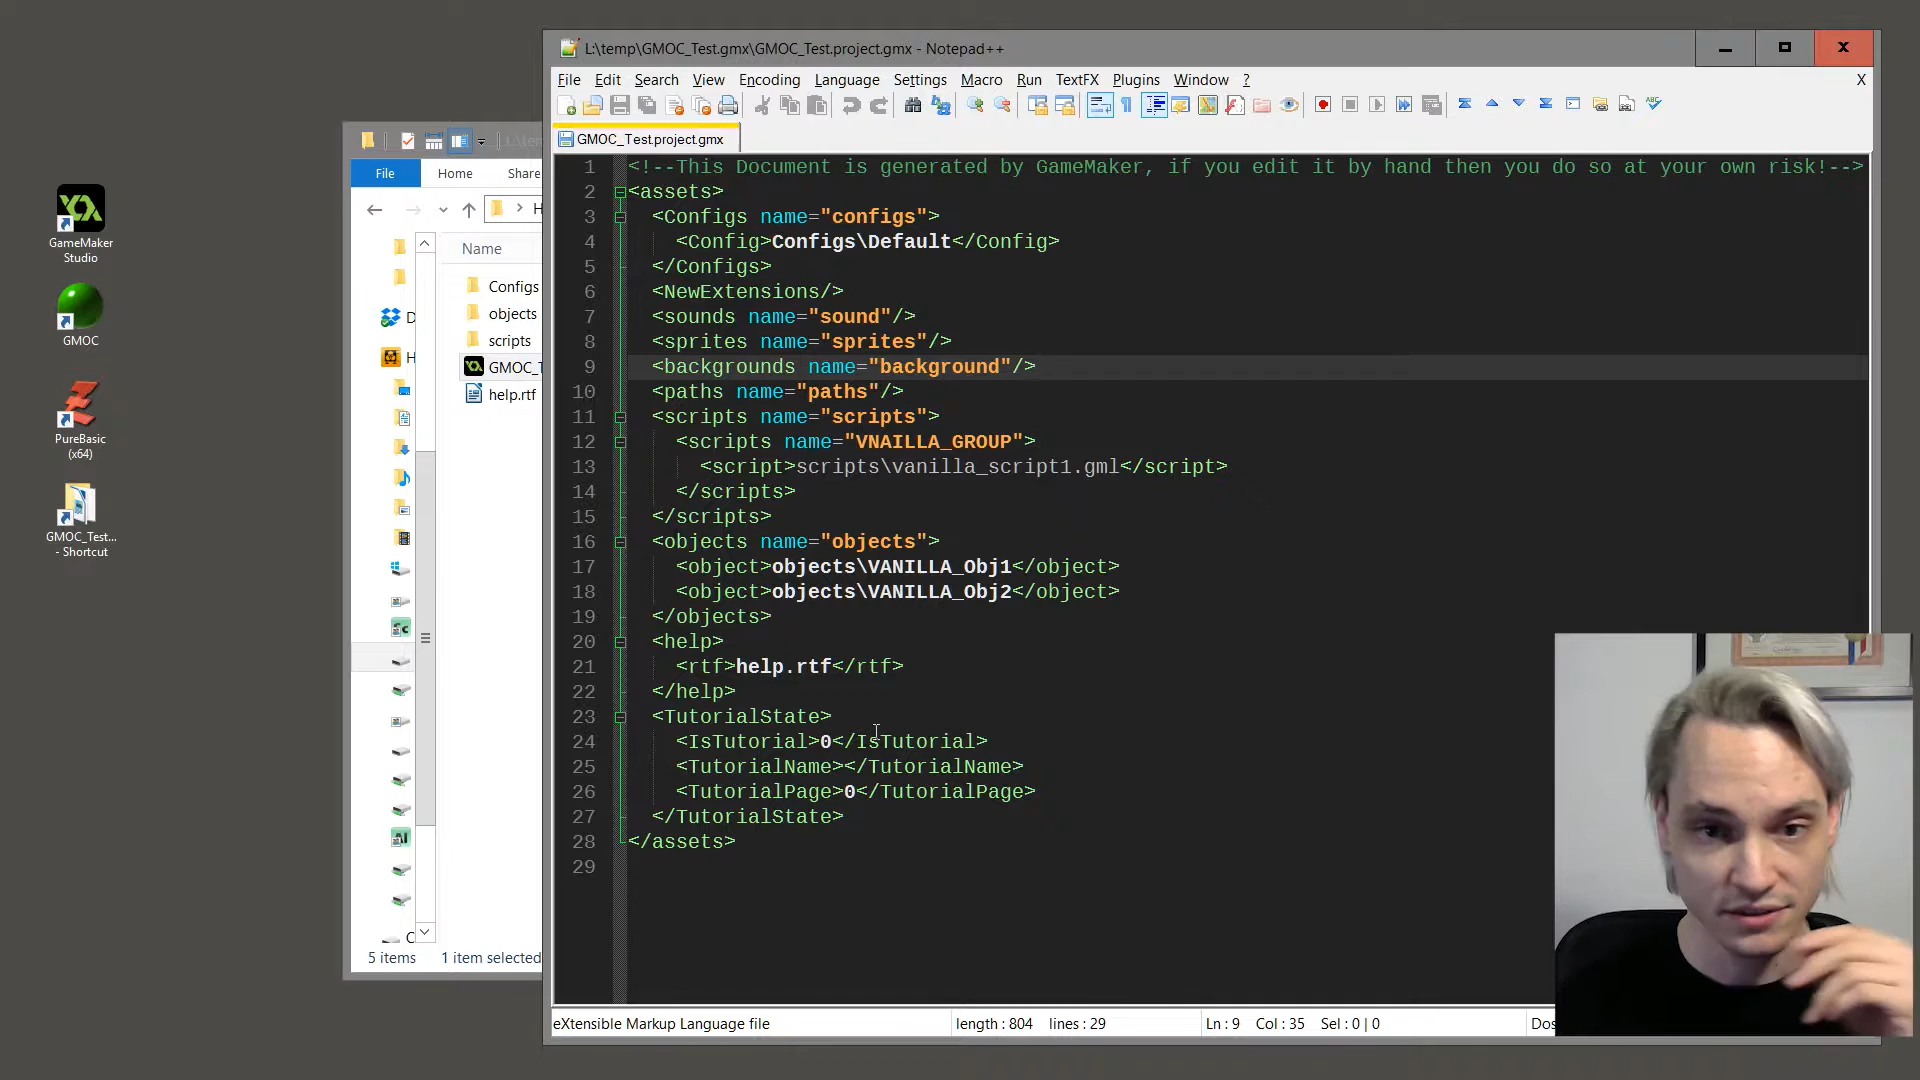 L:\temp\GMOC_Test.gmx\GMOC_Test.project.gmx - Notepad++
File Edit Search View Encoding Language Settings Macro Run TextFX Plugins Window ?
X
GMOC_Test.project.gmx
1 <!--This Document is generated by GameMaker, if you edit it by hand then you do so at your own risk!-->
2 <assets>
3 <Configs name="configs">
4 <Config>Configs\Default</Config>
5 </Configs>
6 <NewExtensions/>
7 <sounds name="sound"/>
8 <sprites name="sprites"/>
9 <backgrounds name="background"/>
10 <paths name="paths"/>
11 <scripts name="scripts">
12 <scripts name="VNAILLA_GROUP">
13 <script>scripts\vanilla_script1.gml</script>
14 </scripts>
15 </scripts>
16 <objects name="objects">
17 <object>objects\VANILLA_Obj1</object>
18 <object>objects\VANILLA_Obj2</object>
19 </objects>
20 <help>
21 <rtf>help.rtf</rtf>
22 </help>
23 <TutorialState>
24 <IsTutorial>0</IsTutorial>
25 <TutorialName></TutorialName>
26 <TutorialPage>0</TutorialPage>
27 </TutorialState>
28 </assets>
29
eXtensible Markup Language file length : 804 lines : 29 Ln : 9 Col : 35 Sel : 0 | 0 Dos
File Home Share
Name
Configs
objects
scripts
GMOC_
help.rtf
5 items 1 item selected
GameMaker
Studio
GMOC
PureBasic
(x64)
GMOC_Test...
- Shortcut